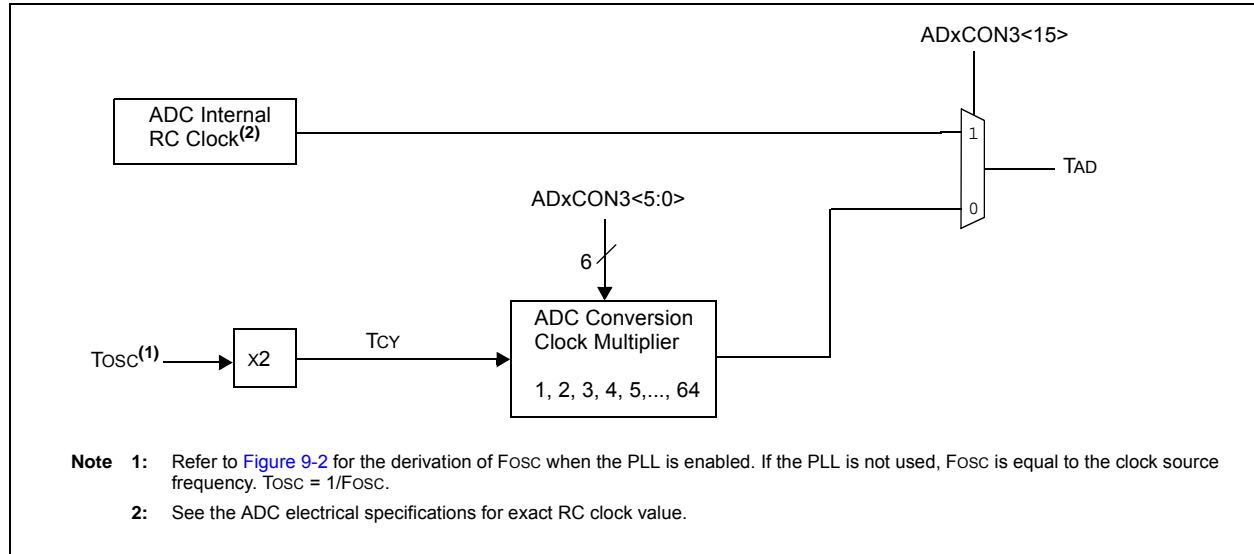 ADxCON3<15>
ADC Internal
RC Clock(2)
1
TAD
ADxCON3<5:0>
0
6
ADC Conversion
Clock Multiplier
TOSC(1)
x2
TCY
1, 2, 3, 4, 5,..., 64
Note 1: Refer to Figure 9-2 for the derivation of FOSC when the PLL is enabled. If the PLL is not used, FOSC is equal to the clock source
frequency. TOSC = 1/FOSC.
2: See the ADC electrical specifications for exact RC clock value.